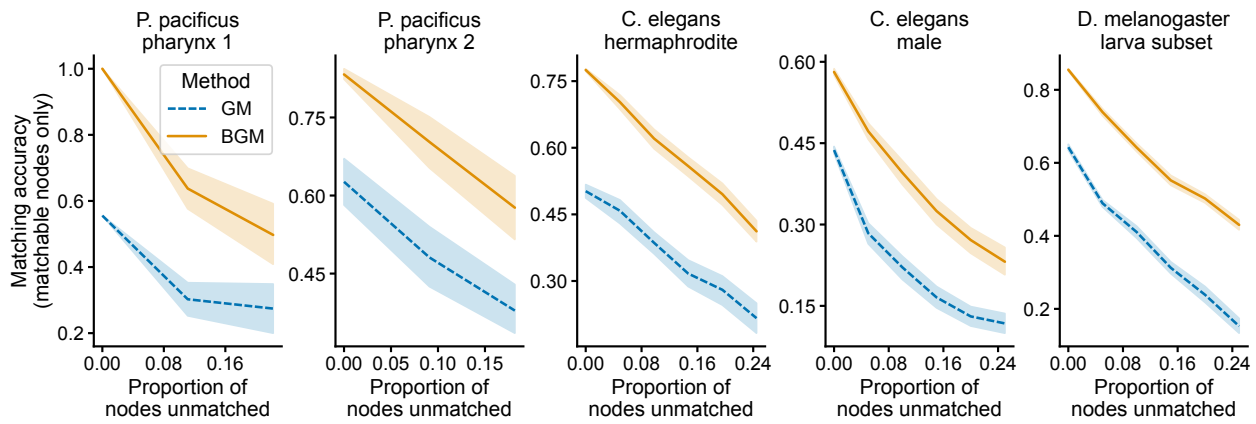 P. pacificus
pharynx 1
P. pacificus
pharynx 2
C. elegans
hermaphrodite
C. elegans
male
D. melanogaster
larva subset
Matching accuracy
(matchable nodes only)
1.0
0.8
0.6
0.4
0.2
Method
GM
BGM
0.00
0.08
0.16
Proportion of
nodes unmatched
0.75
0.60
0.45
0.00
0.05
0.10
0.15
Proportion of
nodes unmatched
0.75
0.60
0.45
0.30
0.00
0.08
0.16
0.24
Proportion of
nodes unmatched
0.60
0.45
0.30
0.15
0.00
0.08
0.16
0.24
Proportion of
nodes unmatched
0.8
0.6
0.4
0.2
0.00
0.08
0.16
0.24
Proportion of
nodes unmatched